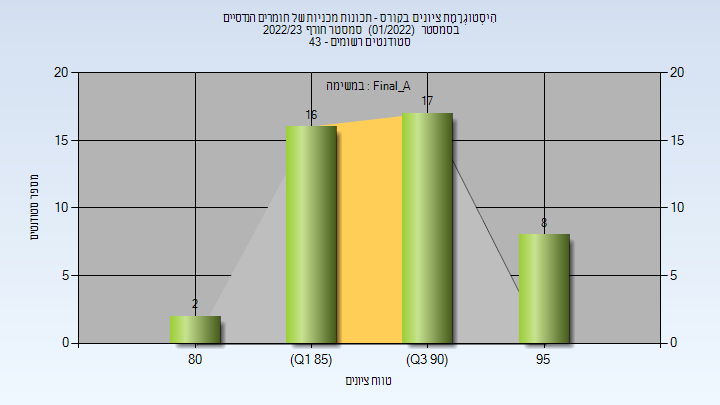 הִיסְטוֹגְרָמַת ציונים בקורס - תכונות מכניות של חומרים הנדסיים
בסמסטר (01/2022) סמסטר חורף 2022/23
סטודנטים רשומים - 43
במשימה : Final_A
מספר סטודנטים
20
15
10
5
0
20
15
10
5
0
2
16
17
8
80
(Q1 85)
(Q3 90)
95
טווח ציונים